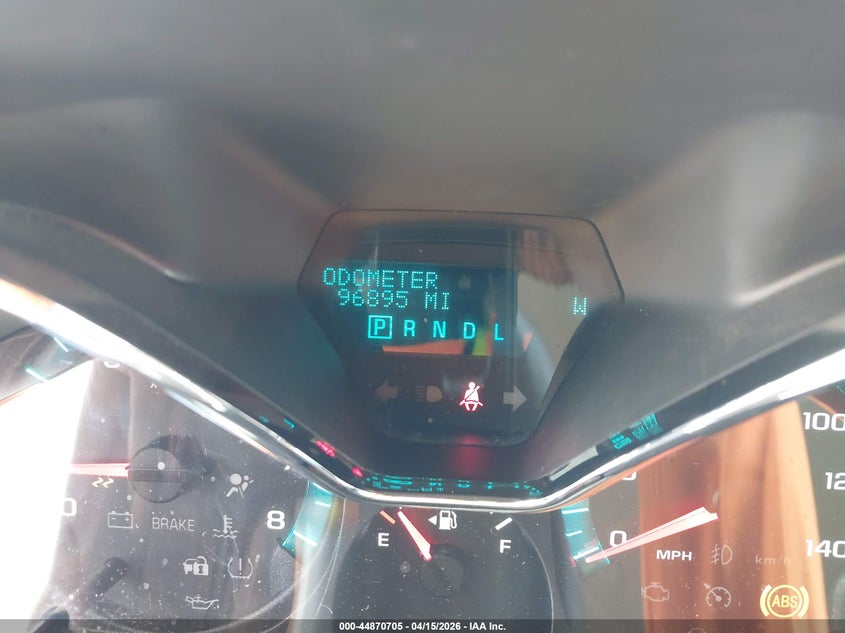 ODOMETER
96895 MI
W
P R N D L
100
12
140
0
8
BRAKE
E
F
0
MPH
km/h
ABS
000-44870705 - 04/15/2026 - IAA Inc.